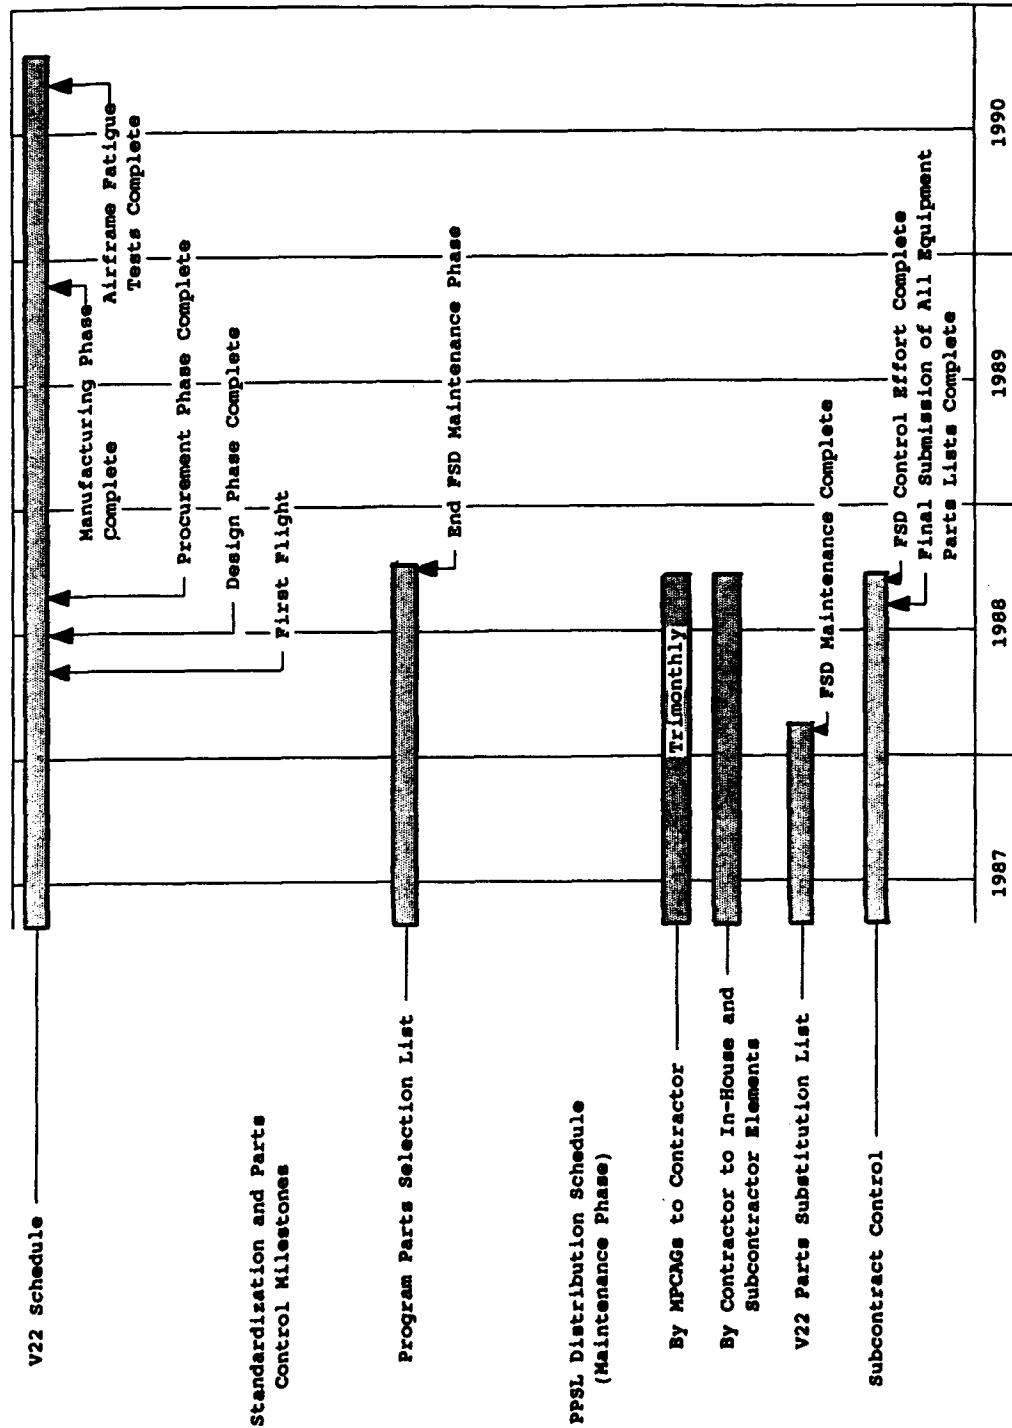 V22 Schedule
Manufacturing Phase
Complete
Airframe Fatigue
Tests Complete
Procurement Phase Complete
Design Phase Complete
First Flight
Standardization and Parts
Control Milestones
Program Parts Selection List
End FSD Maintenance Phase
PPSL Distribution Schedule
(Maintenance Phase)
By MPCAGs to Contractor
Trimonthly
By Contractor to In-House and
Subcontractor Elements
V22 Parts Substitution List
FSD Maintenance Complete
Subcontract Control
FSD Control Effort Complete
Final Submission of All Equipment
Parts Lists Complete
1987
1988
1989
1990